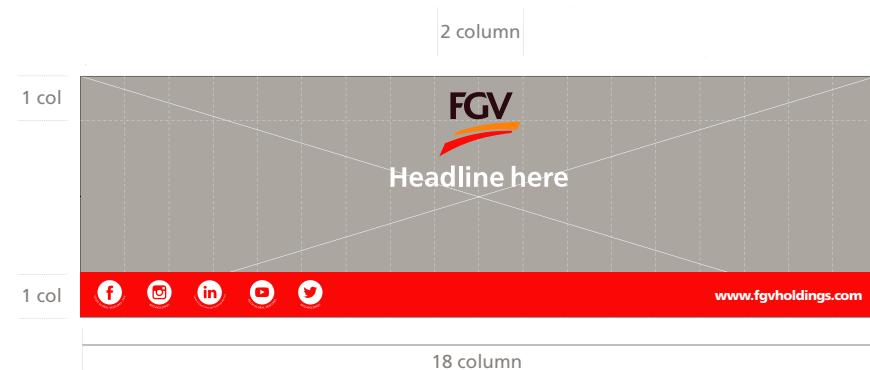 2 column
1 col
FGV
Headline here
1 col
www.fgvholdings.com
18 column